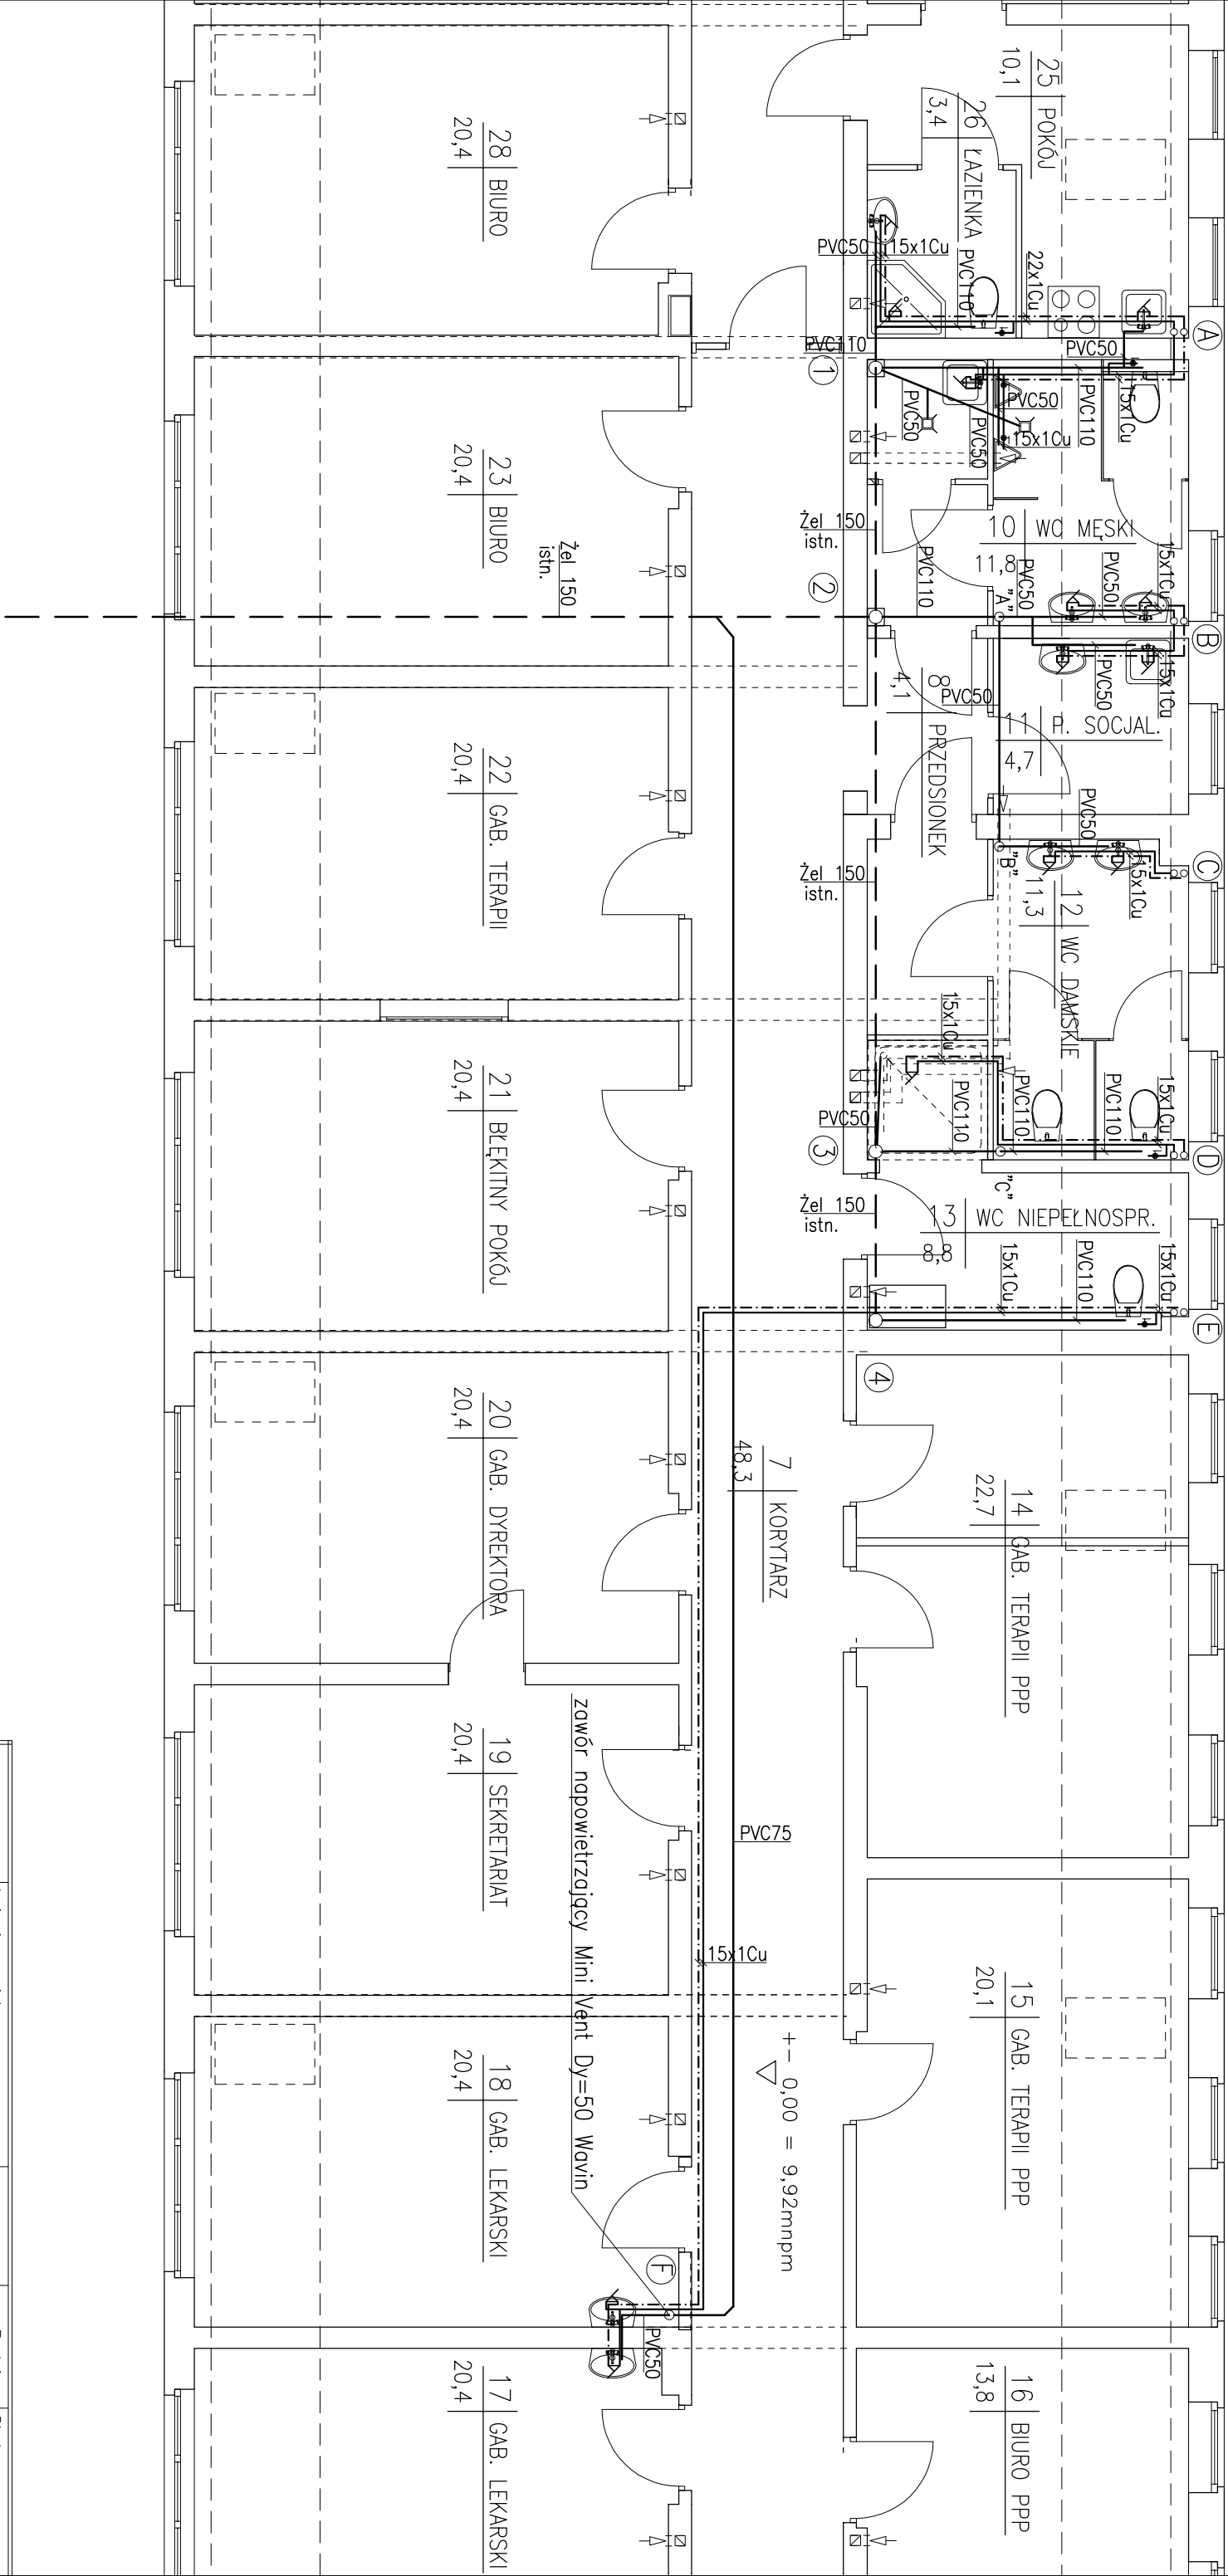 25 POKÓJ
10,1
26 ŁAZIENKA
3,4
28 BIURO
20,4
PVC50
15x1Cu
PVC110
22x1Cu
A
PVC110
1
PVC50
15x1Cu
PVC110
PVC50
PVC50
PVC50
15x1Cu
23 BIURO
20,4
Żel 150
istn.
Żel 150
istn.
2
PVC110
10 WC MĘSKI
11,8
PVC50
"A"
PVC50
15x1Cu
B
PVC50
15x1Cu
8 PRZEDSIONEK
4,1
PVC50
11 P. SOCJAL.
4,7
22 GAB. TERAPII
20,4
PVC50
"B"
15x1Cu
C
Żel 150
istn.
12 WC DAMSKIE
11,3
15x1Cu
PVC110
PVC110
PVC110
15x1Cu
D
PVC50
3
"C"
21 BŁĘKITNY POKÓJ
20,4
Żel 150
istn.
13 WC NIEPEŁNOSPR.
8,8
15x1Cu
PVC110
15x1Cu
E
4
20 GAB. DYREKTORA
20,4
7 KORYTARZ
48,3
14 GAB. TERAPII PPP
22,7
19 SEKRETARIAT
20,4
zawór napowietrzający Mini Vent Dy=50 Wavin
PVC75
15x1Cu
15 GAB. TERAPII PPP
20,1
+- 0,00 = 9,92mnpm
18 GAB. LEKARSKI
20,4
F
PVC50
17 GAB. LEKARSKI
20,4
16 BIURO PPP
13,8